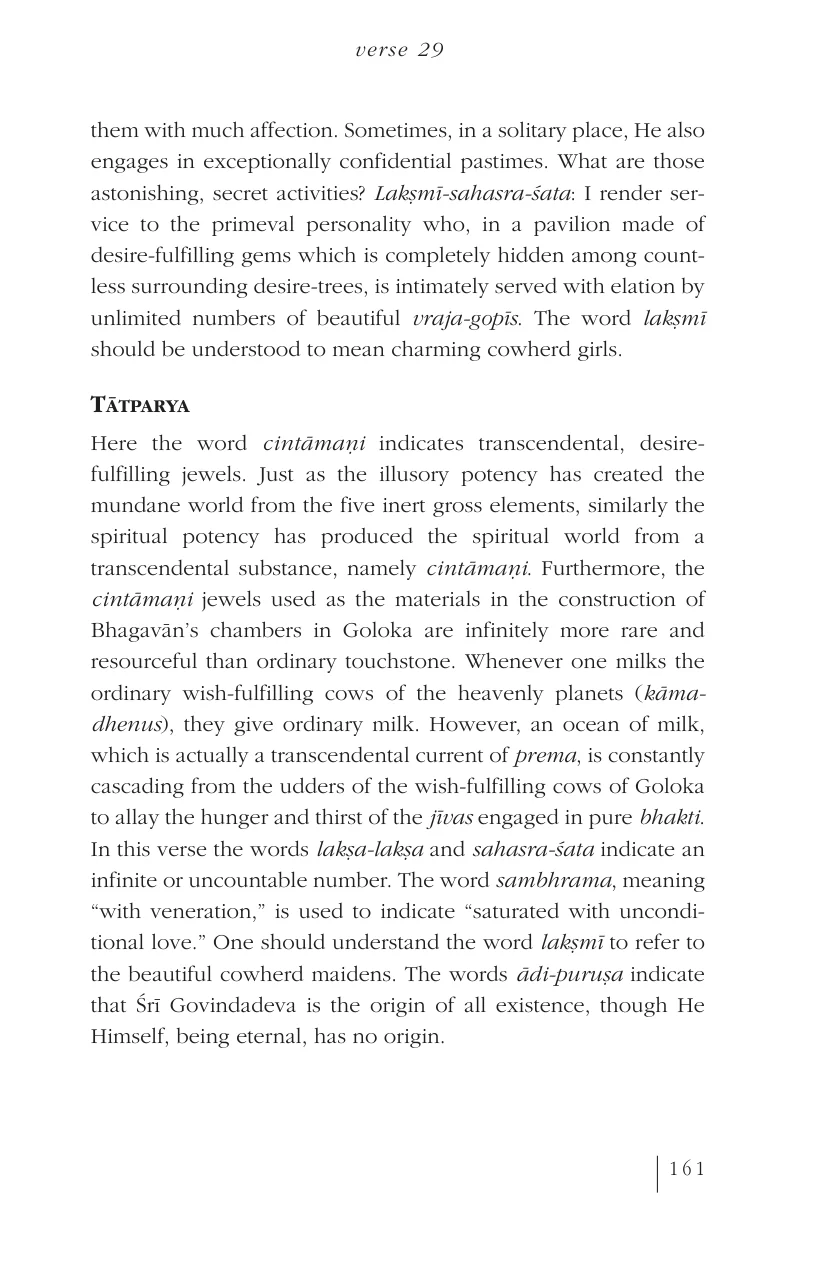 verse 29
them with much affection. Sometimes, in a solitary place, He also
engages in exceptionally confidential pastimes. What are those
astonishing, secret activities? Lakṣmī-sahasra-śata: I render ser-
vice to the primeval personality who, in a pavilion made of
desire-fulfilling gems which is completely hidden among count-
less surrounding desire-trees, is intimately served with elation by
unlimited numbers of beautiful vraja-gopīs. The word lakṣmī
should be understood to mean charming cowherd girls.
TĀTPARYA
Here the word cintāmaṇi indicates transcendental, desire-
fulfilling jewels. Just as the illusory potency has created the
mundane world from the five inert gross elements, similarly the
spiritual potency has produced the spiritual world from a
transcendental substance, namely cintāmaṇi. Furthermore, the
cintāmaṇi jewels used as the materials in the construction of
Bhagavān's chambers in Goloka are infinitely more rare and
resourceful than ordinary touchstone. Whenever one milks the
ordinary wish-fulfilling cows of the heavenly planets (kāma-
dhenus), they give ordinary milk. However, an ocean of milk,
which is actually a transcendental current of prema, is constantly
cascading from the udders of the wish-fulfilling cows of Goloka
to allay the hunger and thirst of the jīvas engaged in pure bhakti.
In this verse the words lakṣa-lakṣa and sahasra-śata indicate an
infinite or uncountable number. The word sambhrama, meaning
“with veneration,” is used to indicate “saturated with uncondi-
tional love.” One should understand the word lakṣmī to refer to
the beautiful cowherd maidens. The words ādi-puruṣa indicate
that Śrī Govindadeva is the origin of all existence, though He
Himself, being eternal, has no origin.
161